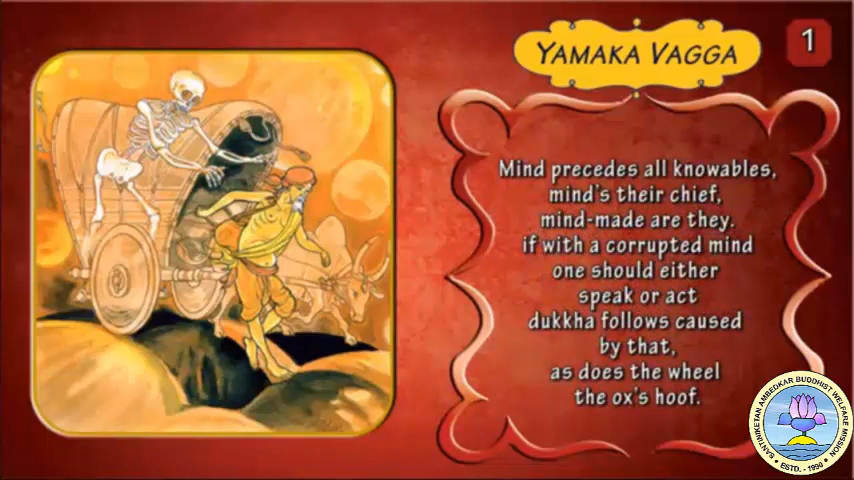 YAMAKA VAGGA
1
Mind precedes all knowables,
mind's their chief,
mind-made are they.
if with a corrupted mind
one should either
speak or act
dukkha follows caused
by that,
as does the wheel
the ox's hoof.
SANTINIKETAN AMBEDKAR BUDDHIST WELFARE MISSION
ESTD. - 1990